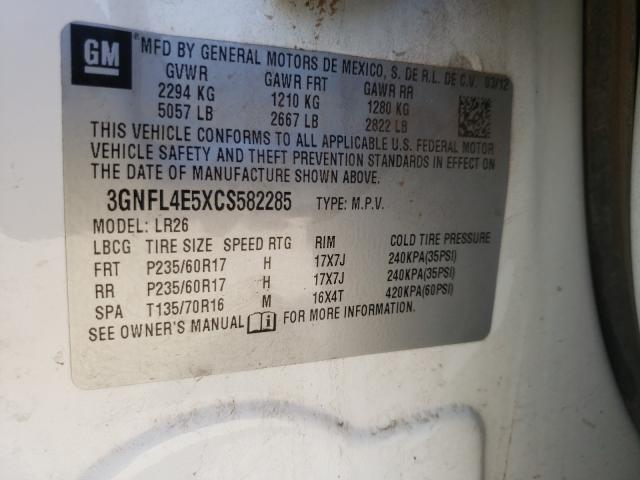 GM
MFD BY GENERAL MOTORS DE MEXICO, S. DE R.L. DE C.V. 03/12
GVWR GAWR FRT GAWR RR
2294 KG 1210 KG 1280 KG
5057 LB 2667 LB 2822 LB
THIS VEHICLE CONFORMS TO ALL APPLICABLE U.S. FEDERAL MOTOR
VEHICLE SAFETY AND THEFT PREVENTION STANDARDS IN EFFECT ON
THE DATE OF MANUFACTURE SHOWN ABOVE.
3GNFL4E5XCS582285 TYPE: M.P.V.
MODEL: LR26
LBCG TIRE SIZE SPEED RTG RIM COLD TIRE PRESSURE
FRT P235/60R17 H 17X7J 240KPA(35PSI)
RR P235/60R17 H 17X7J 240KPA(35PSI)
SPA T135/70R16 M 16X4T 420KPA(60PSI)
SEE OWNER'S MANUAL FOR MORE INFORMATION.